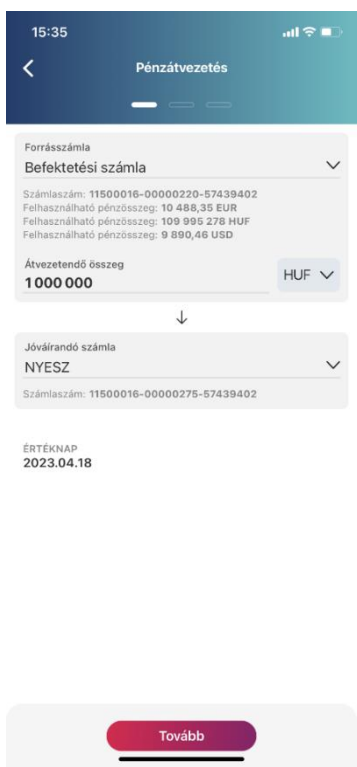 15:35
Pénzátvezetés
Forrásszámla
Befektetési számla
Számlaszám: 11500016-00000220-57439402
Felhasználható pénzösszeg: 10 488,35 EUR
Felhasználható pénzösszeg: 109 995 278 HUF
Felhasználható pénzösszeg: 9 890,46 USD
Átvezetendő összeg
1 000 000
HUF
Jóváírandó számla
NYESZ
Számlaszám: 11500016-00000275-57439402
ÉRTÉKNAP
2023.04.18
Tovább